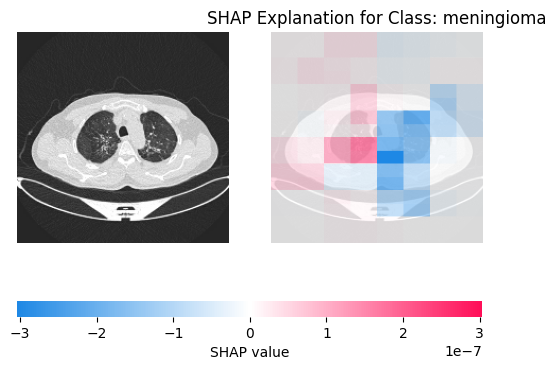 SHAP Explanation for Class: meningioma
−3 −2 −1 0 1 2 3
SHAP value 1e−7